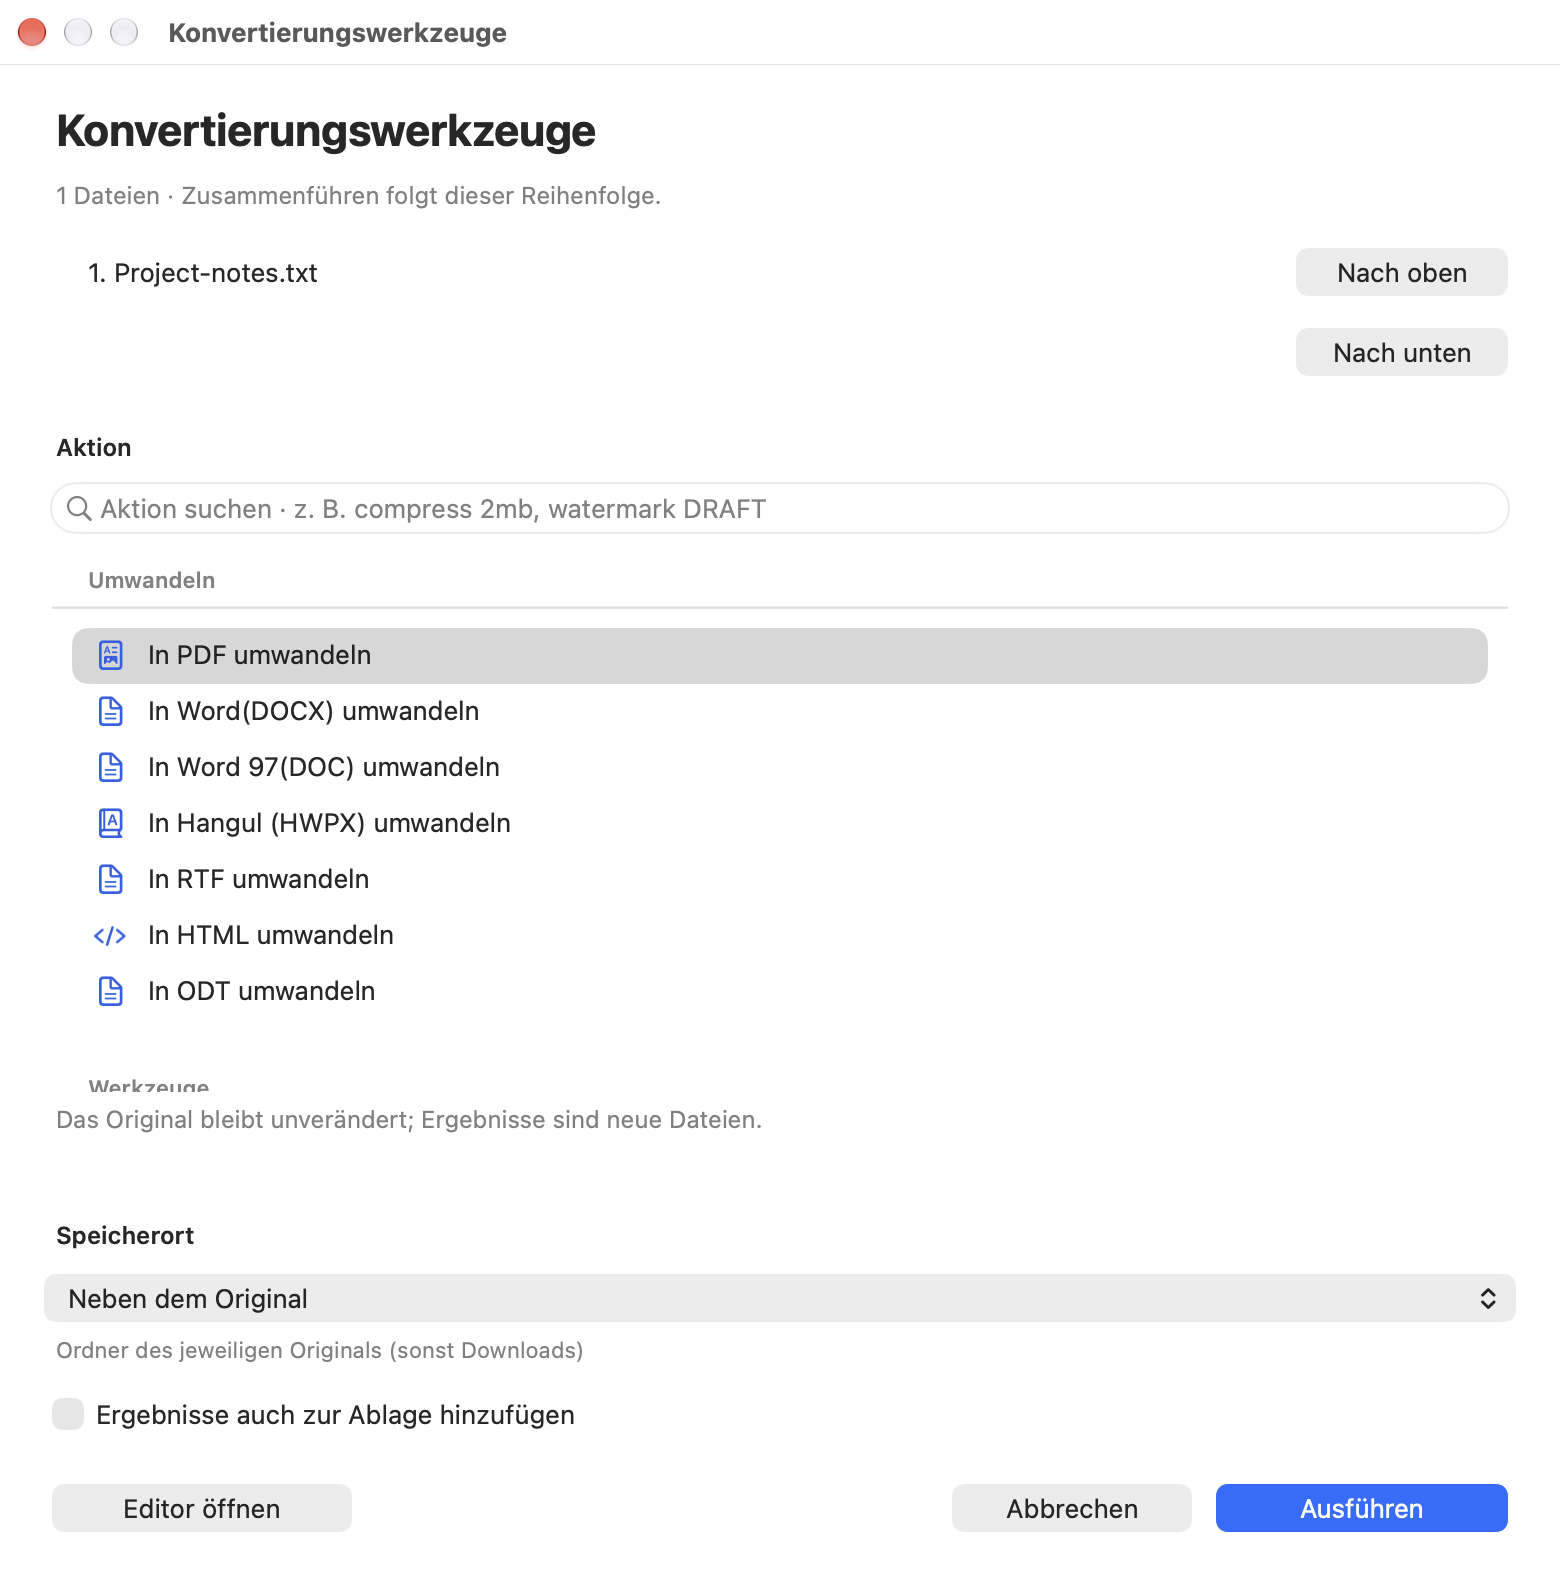 Konvertierungswerkzeuge
Konvertierungswerkzeuge
1 Dateien · Zusammenführen folgt dieser Reihenfolge.
1. Project-notes.txt
Nach oben
Nach unten
Aktion
Aktion suchen · z. B. compress 2mb, watermark DRAFT
Umwandeln
In PDF umwandeln
In Word(DOCX) umwandeln
In Word 97(DOC) umwandeln
In Hangul (HWPX) umwandeln
In RTF umwandeln
In HTML umwandeln
In ODT umwandeln
Werkzeuge
Das Original bleibt unverändert; Ergebnisse sind neue Dateien.
Speicherort
Neben dem Original
Ordner des jeweiligen Originals (sonst Downloads)
Ergebnisse auch zur Ablage hinzufügen
Editor öffnen
Abbrechen
Ausführen